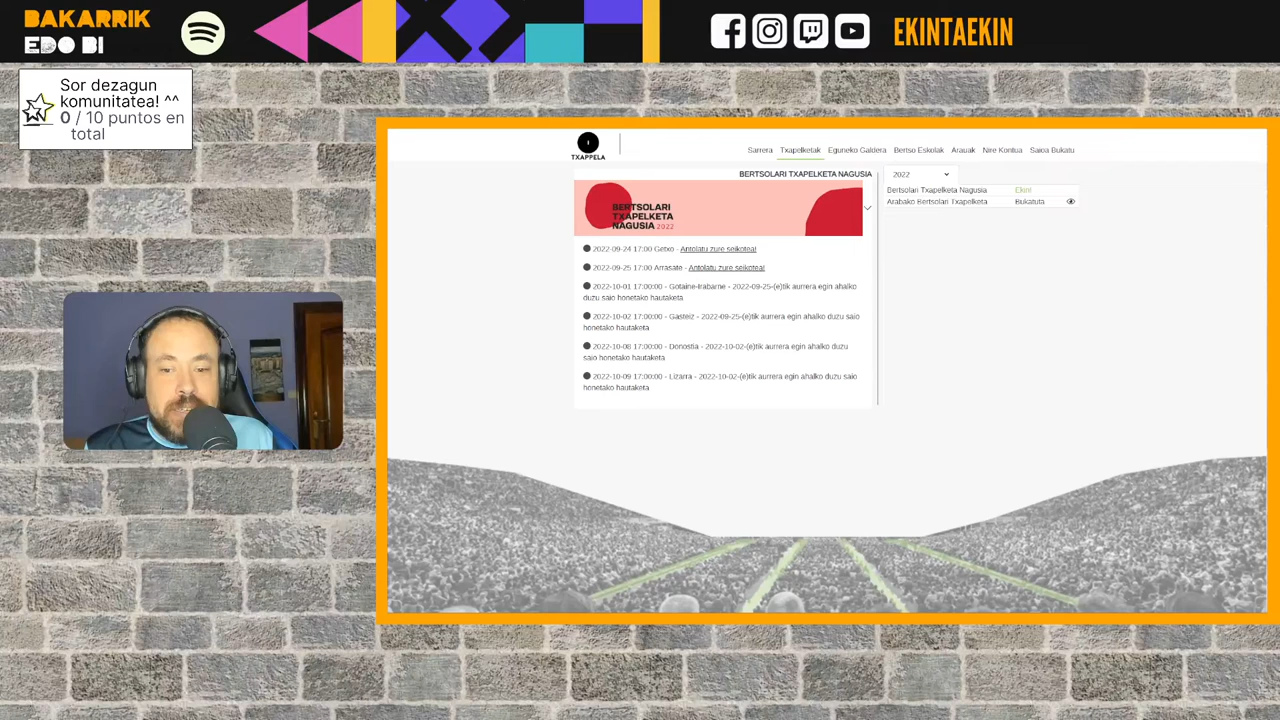 BAKARRIK
EDO BI
EKINTAEKIN
Sor dezagun
komunitatea! ^^
0 / 10 puntos en
total
TXAPPELA
Sarrera Txapelketak Eguneko Galdera Bertso Eskolak Arauak Nire Kontua Saioa Bukatu
BERTSOLARI TXAPELKETA NAGUSIA
BERTSOLARI
TXAPELKETA
NAGUSIA 2022
2022-09-24 17:00 Getxo - Antolatu zure seikotea!
2022-09-25 17:00 Arrasate - Antolatu zure seikotea!
2022-10-01 17:00:00 - Gotaine-Irabarne - 2022-09-25-(e)tik aurrera egin ahalko
duzu saio honetako hautaketa
2022-10-02 17:00:00 - Gasteiz - 2022-09-25-(e)tik aurrera egin ahalko duzu saio
honetako hautaketa
2022-10-08 17:00:00 - Donostia - 2022-10-02-(e)tik aurrera egin ahalko duzu
saio honetako hautaketa
2022-10-09 17:00:00 - Lizarra - 2022-10-02-(e)tik aurrera egin ahalko duzu saio
honetako hautaketa
2022
Bertsolari Txapelketa Nagusia Ekin!
Arabako Bertsolari Txapelketa Bukatuta